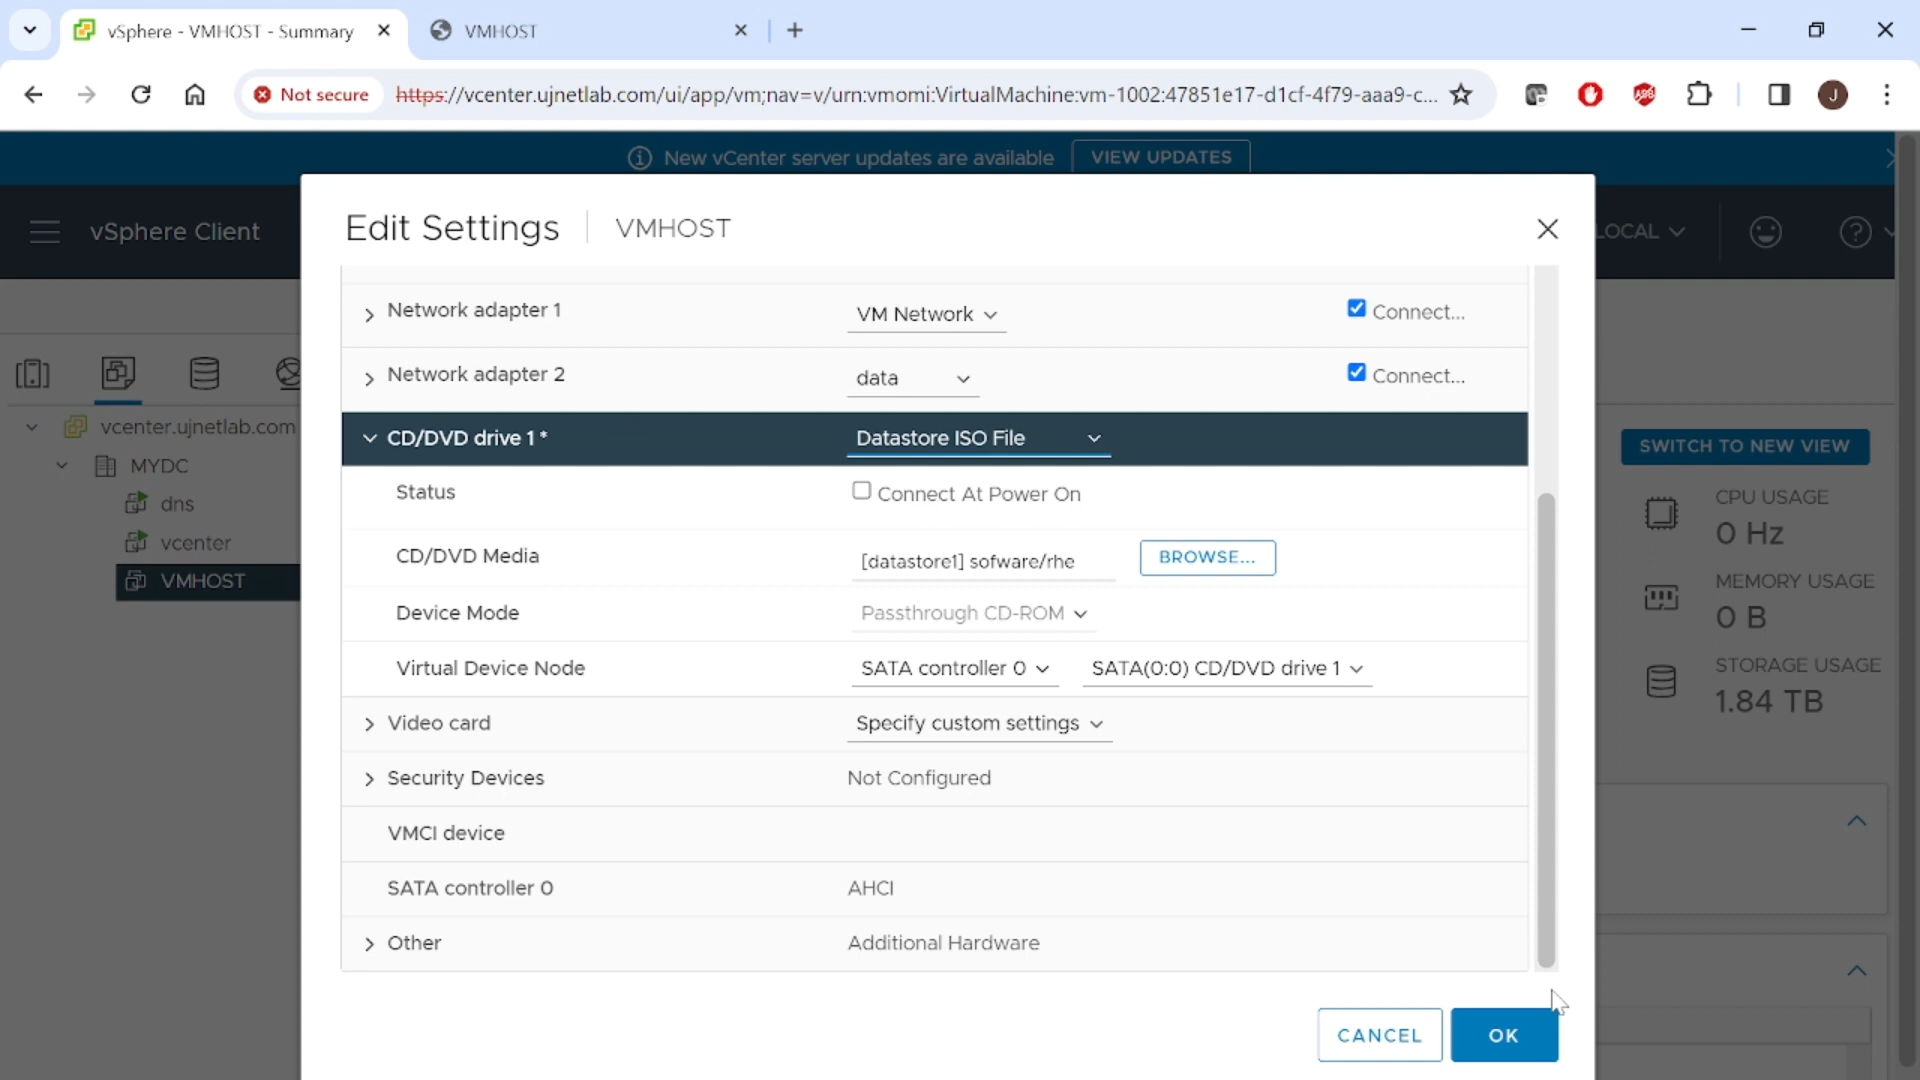 vSphere - VMHOST - Summary
VMHOST
Not secure
https://vcenter.ujnetlab.com/ui/app/vm;nav=v/urn:vmomi:VirtualMachine:vm-1002:47851e17-d1cf-4f79-aaa9-c...
J
New vCenter server updates are available
VIEW UPDATES
vSphere Client
LOCAL
Edit Settings
VMHOST
Network adapter 1
VM Network
Connect...
Network adapter 2
data
Connect...
CD/DVD drive 1 *
Datastore ISO File
Status
Connect At Power On
CD/DVD Media
[datastore1] sofware/rhe
BROWSE...
Device Mode
Passthrough CD-ROM
Virtual Device Node
SATA controller 0
SATA(0:0) CD/DVD drive 1
Video card
Specify custom settings
Security Devices
Not Configured
VMCI device
SATA controller 0
AHCI
Other
Additional Hardware
CANCEL
OK
vcenter.ujnetlab.com
MYDC
dns
vcenter
VMHOST
SWITCH TO NEW VIEW
CPU USAGE
0 Hz
MEMORY USAGE
0 B
STORAGE USAGE
1.84 TB